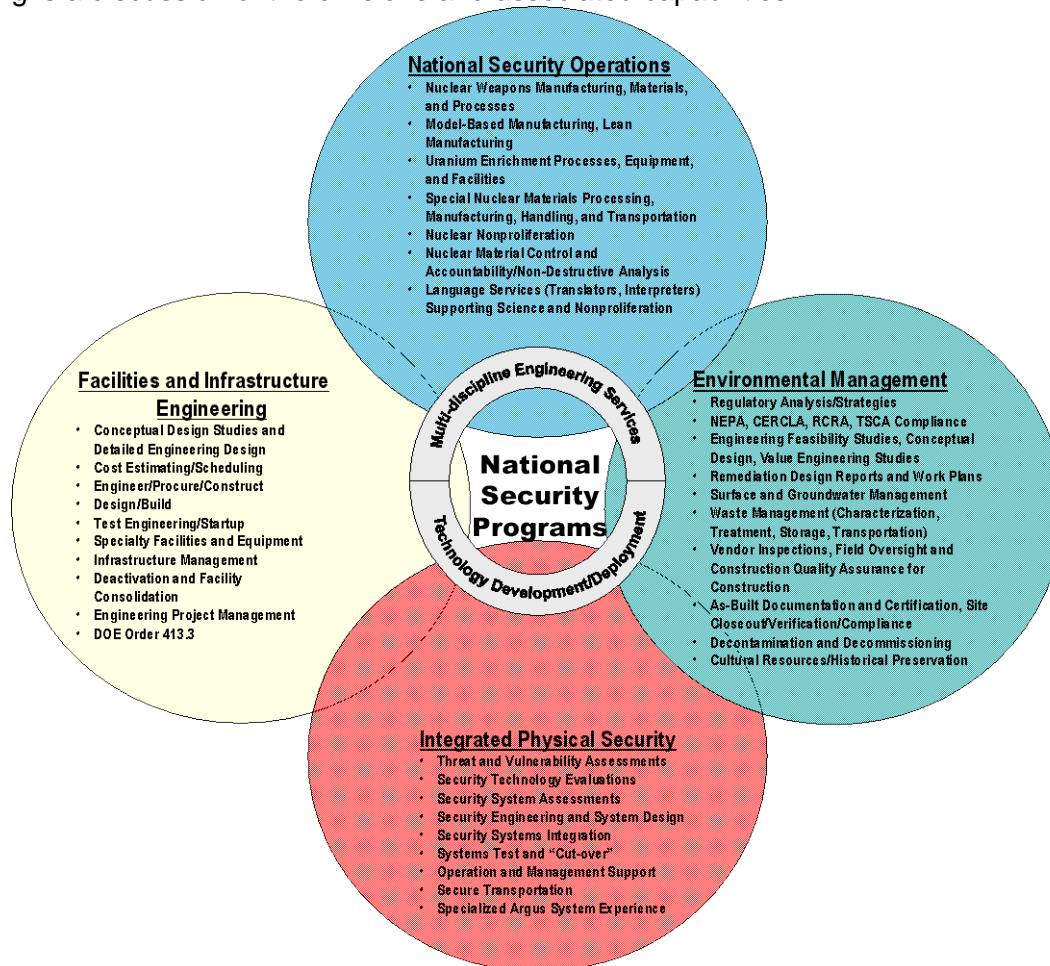 discussion of the divisions and associated capabilities
National Security Operations
• Nuclear Weapons Manufacturing, Materials,
and Processes
• Model-Based Manufacturing, Lean
Manufacturing
• Uranium Enrichment Processes, Equipment,
and Facilities
• Special Nuclear Materials Processing,
Manufacturing, Handling, and Transportation
• Nuclear Nonproliferation
• Nuclear Material Control and
Accountability/Non-Destructive Analysis
• Language Services (Translators, Interpreters)
Supporting Science and Nonproliferation
Facilities and Infrastructure
Engineering
• Conceptual Design Studies and
Detailed Engineering Design
• Cost Estimating/Scheduling
• Engineer/Procure/Construct
• Design/Build
• Test Engineering/Startup
• Specialty Facilities and Equipment
• Infrastructure Management
• Deactivation and Facility
Consolidation
• Engineering Project Management
• DOE Order 413.3
Multi-discipline Engineering Services
National
Security
Programs
Technology Development/Deployment
Environmental Management
• Regulatory Analysis/Strategies
• NEPA, CERCLA, RCRA, TSCA Compliance
• Engineering Feasibility Studies, Conceptual
Design, Value Engineering Studies
• Remediation Design Reports and Work Plans
• Surface and Groundwater Management
• Waste Management (Characterization,
Treatment, Storage, Transportation)
• Vendor Inspections, Field Oversight and
Construction Quality Assurance for
Construction
• As-Built Documentation and Certification, Site
Closeout/Verification/Compliance
• Decontamination and Decommissioning
• Cultural Resources/Historical Preservation
Integrated Physical Security
• Threat and Vulnerability Assessments
• Security Technology Evaluations
• Security System Assessments
• Security Engineering and System Design
• Security Systems Integration
• Systems Test and “Cut-over”
• Operation and Management Support
• Secure Transportation
• Specialized Argus System Experience